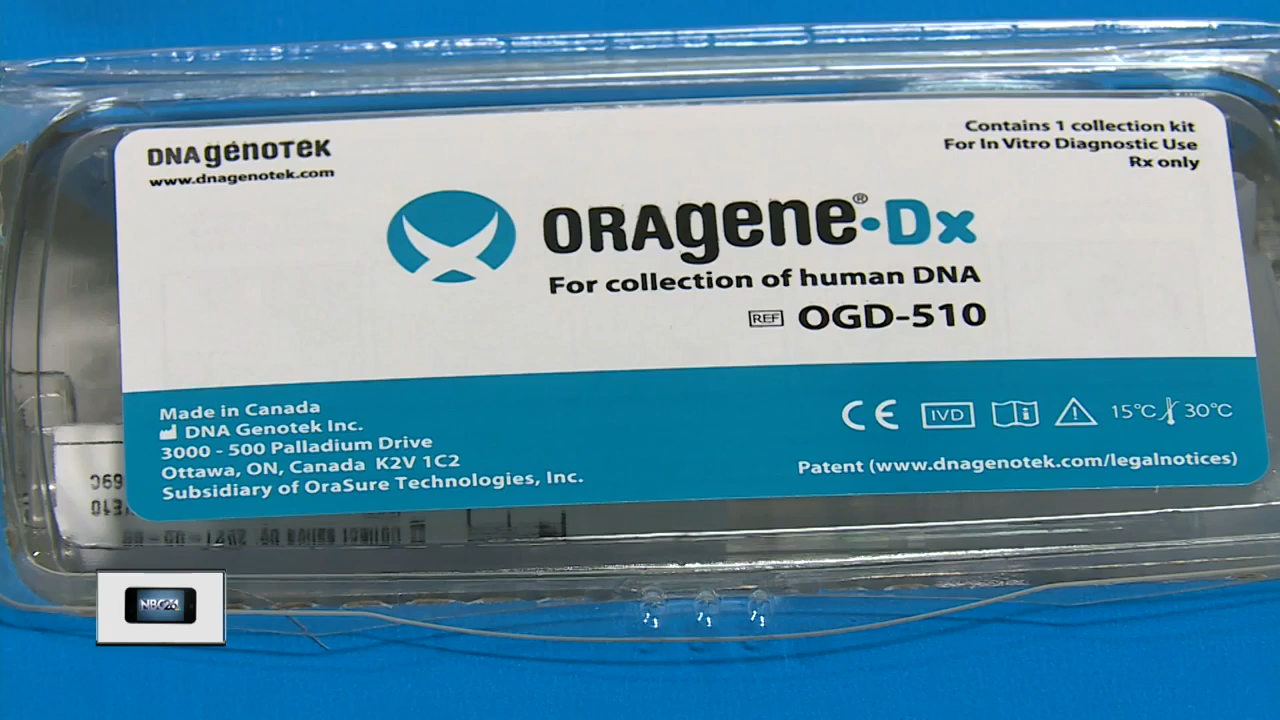 DNA genotek
www.dnagenotek.com
Contains 1 collection kit
For In Vitro Diagnostic Use
Rx only
ORAgene®•Dx
For collection of human DNA
REF OGD-510
Made in Canada
DNA Genotek Inc.
3000 - 500 Palladium Drive
Ottawa, ON, Canada K2V 1C2
Subsidiary of OraSure Technologies, Inc.
CE IVD 15°C 30°C
Patent (www.dnagenotek.com/legalnotices)
NBC26